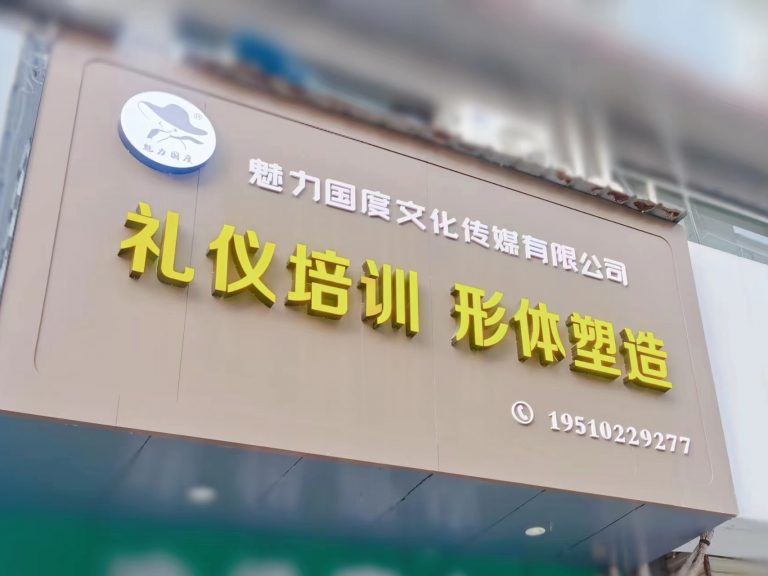 ®
魅力国度
魅力国度文化传媒有限公司
礼仪培训 形体塑造
19510229277